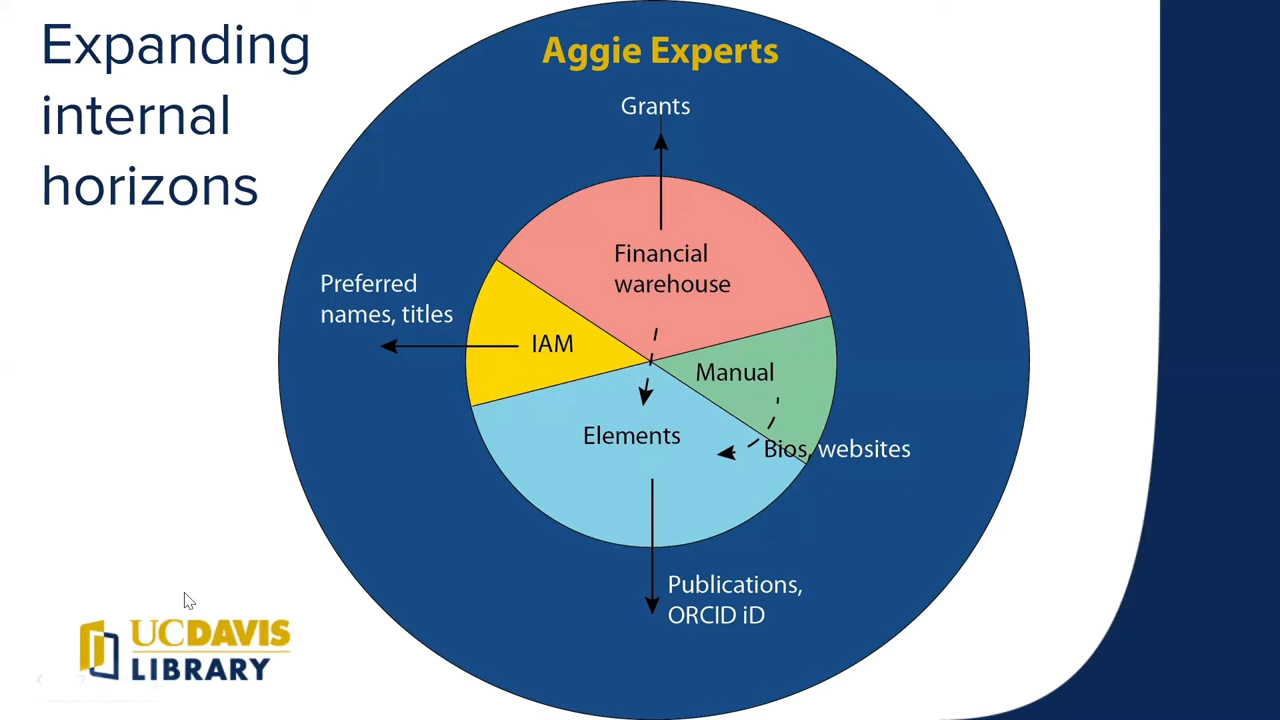 Expanding
internal
horizons
Aggie Experts
Grants
Financial
warehouse
Preferred
names, titles
IAM
Manual
Elements
Bios, websites
Publications,
ORCID iD
UCDAVIS
LIBRARY